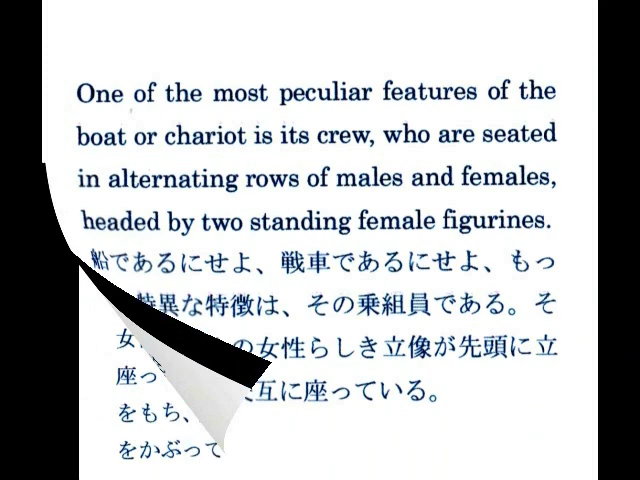 One of the most peculiar features of the
boat or chariot is its crew, who are seated
in alternating rows of males and females,
headed by two standing female figurines.
船であるにせよ、戦車であるにせよ、もっ
特異な特徴は、その乗組員である。そ
の女性らしき立像が先頭に立
互に座っている。
女
座っ
をもち、
をかぶって